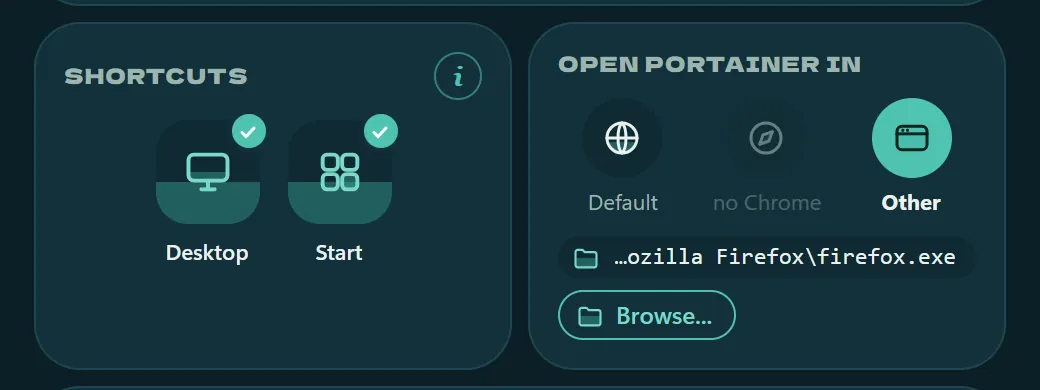 SHORTCUTS
i
Desktop
Start
OPEN PORTAINER IN
Default
no Chrome
Other
…ozilla Firefox\firefox.exe
Browse...